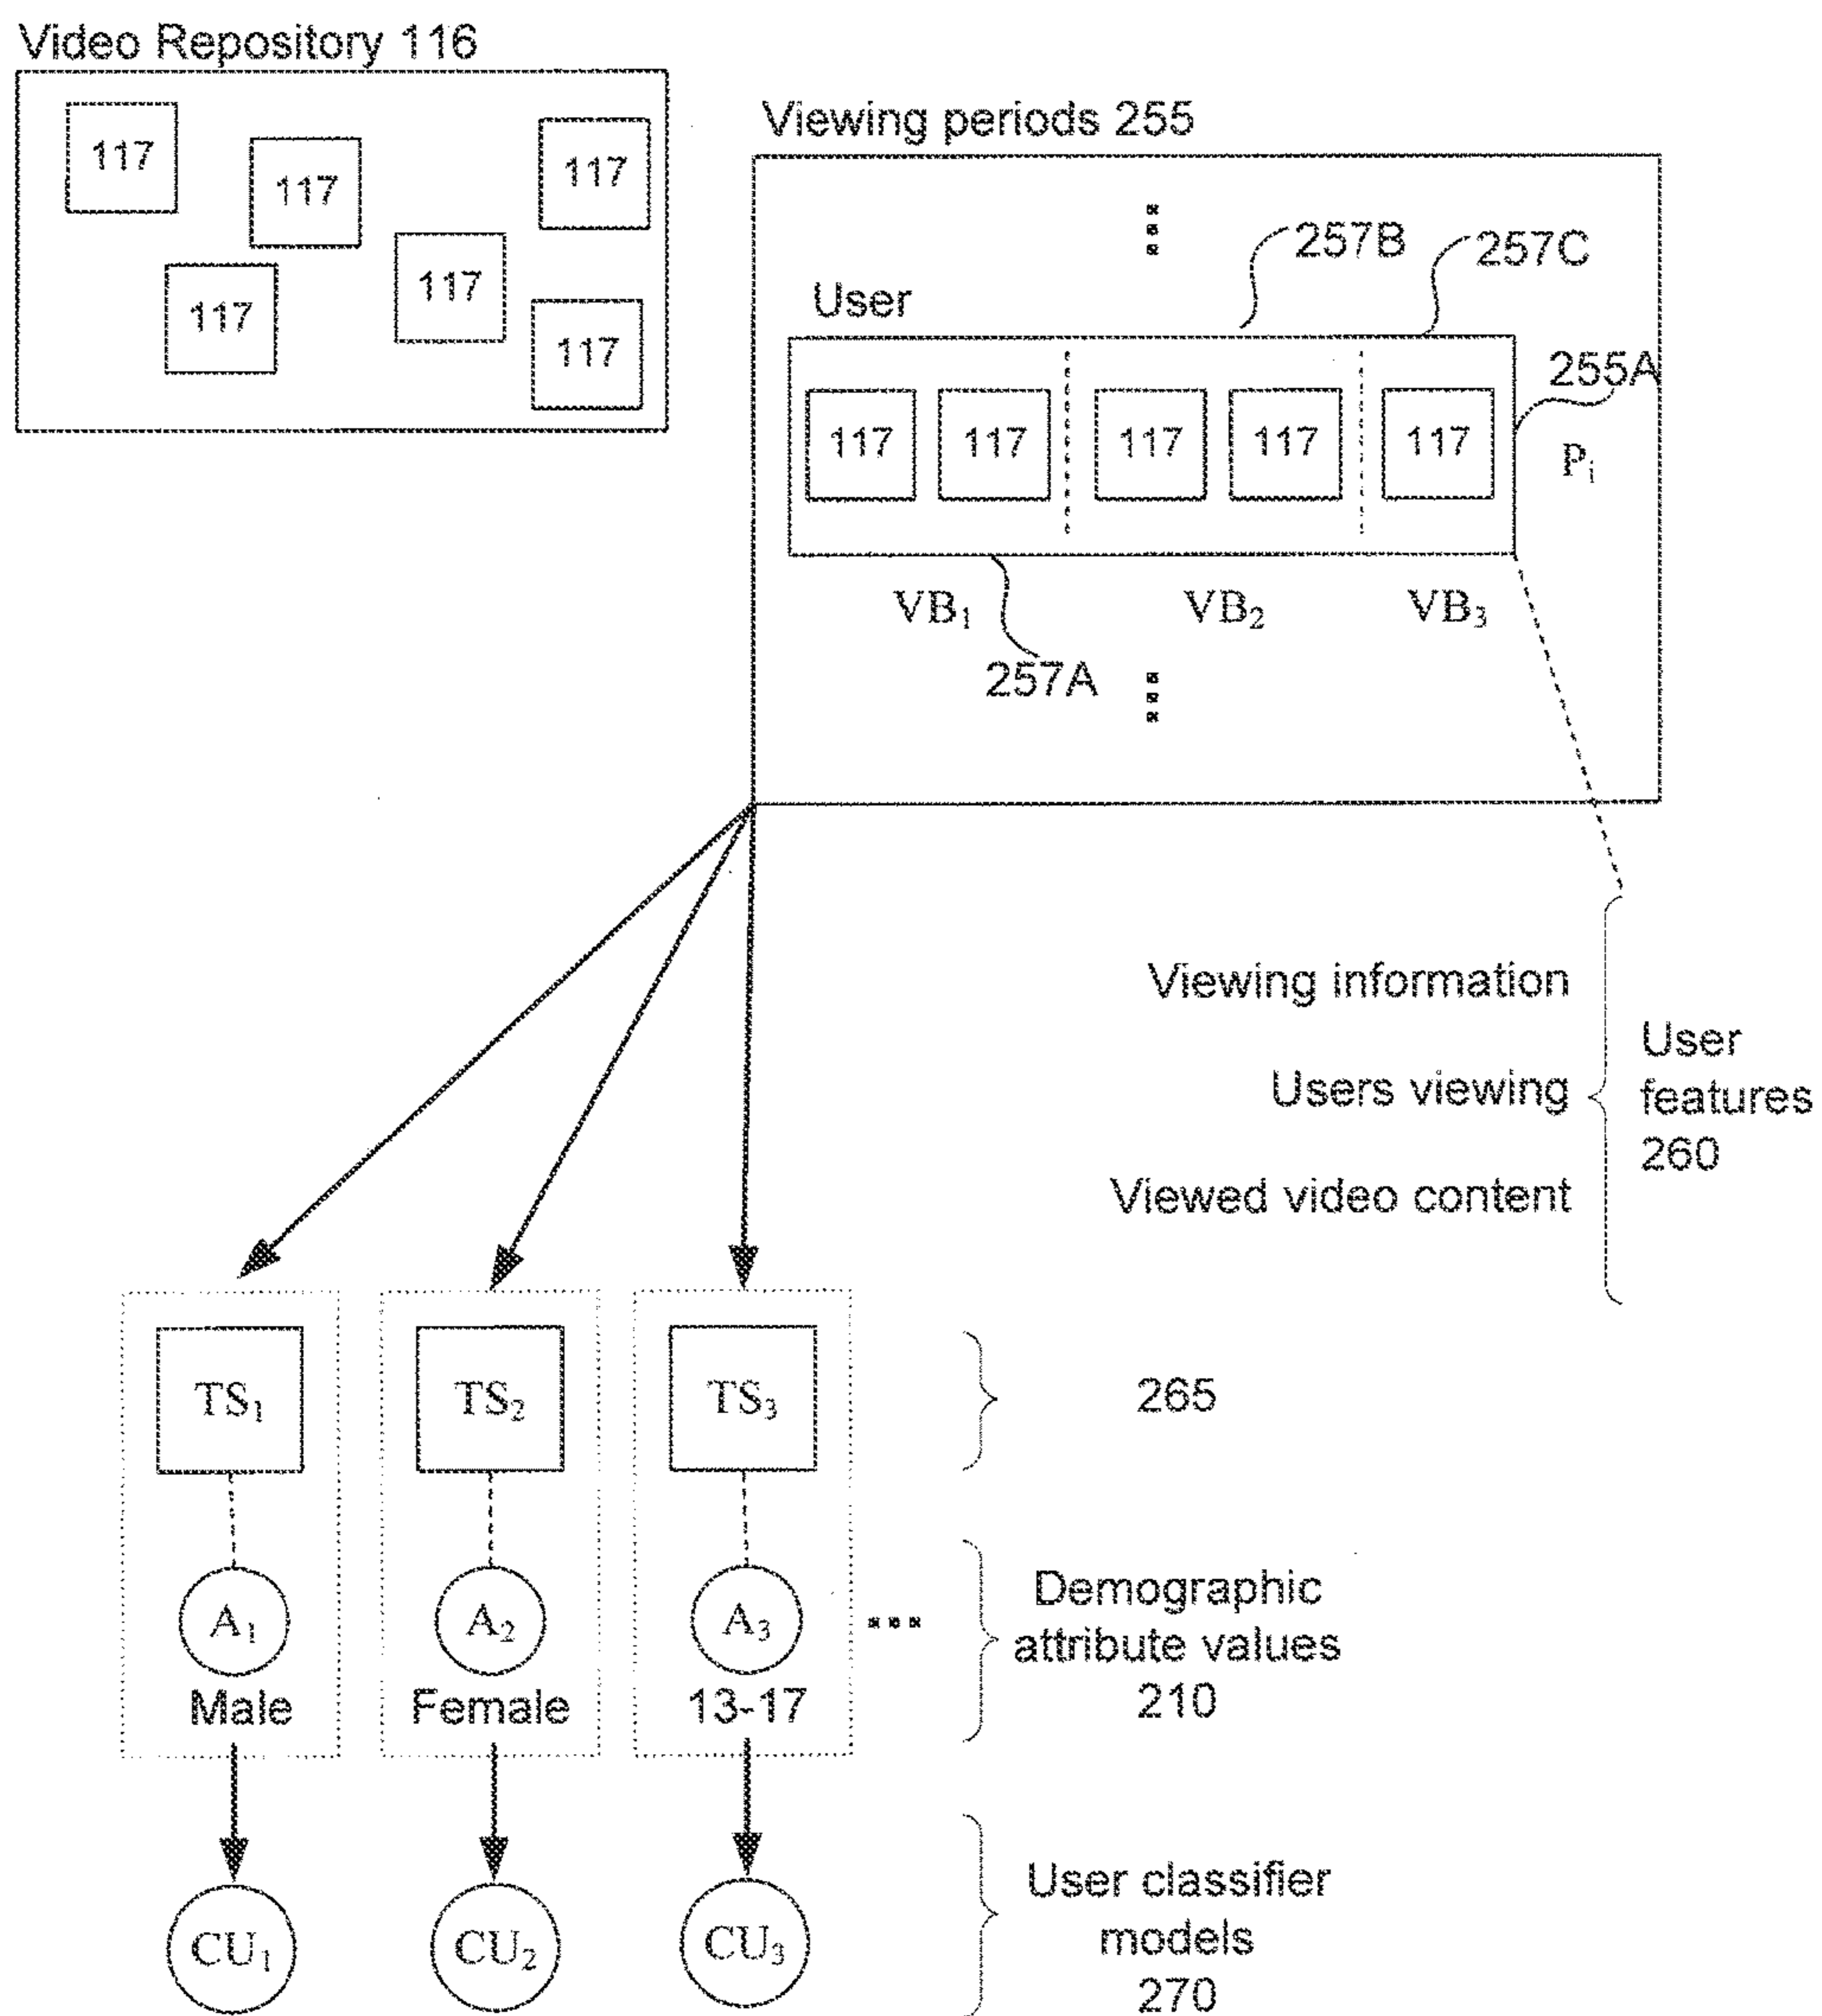 Video Repository 116
117
117
117
117
117
117
Viewing periods 255
257B
257C
User
255A
117
117
117
117
117
Pᵢ
VB₁
VB₂
VB₃
257A
Viewing information
Users viewing
Viewed video content
User
features
260
TS₁
TS₂
TS₃
265
A₁
A₂
A₃
Demographic
attribute values
210
Male
Female
13-17
CU₁
CU₂
CU₃
User classifier
models
270